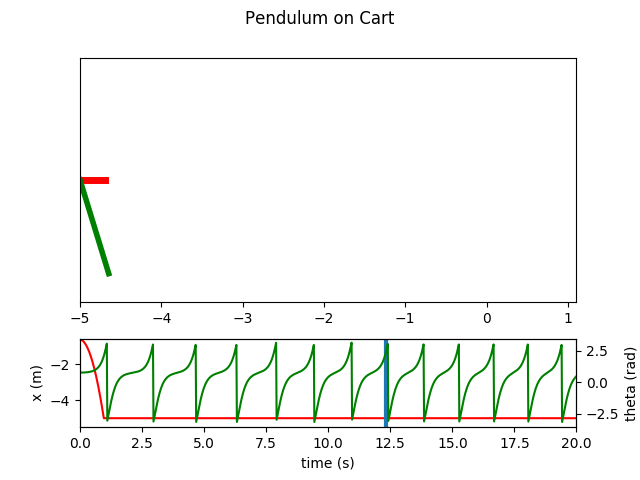 Pendulum on Cart
−5 −4 −3 −2 −1 0 1
x (m)
−2
−4
2.5
0.0
−2.5
theta (rad)
0.0 2.5 5.0 7.5 10.0 12.5 15.0 17.5 20.0
time (s)